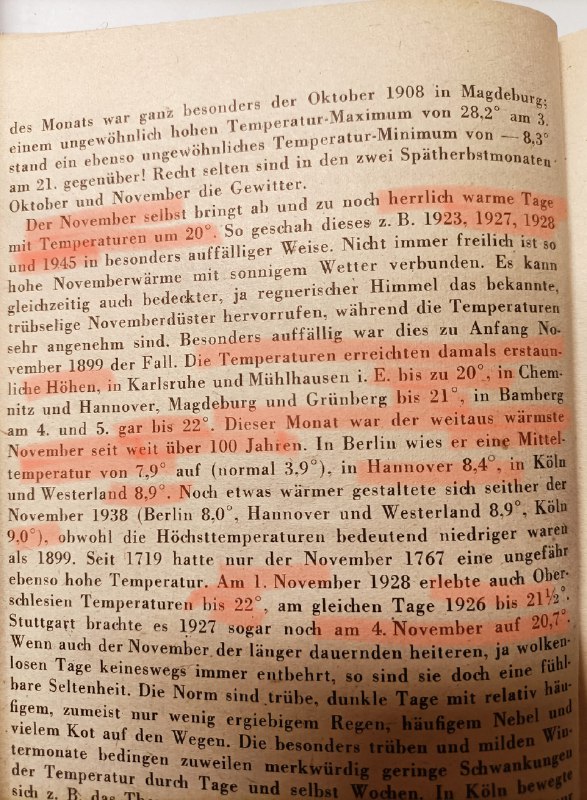 des Monats war ganz besonders der Oktober 1908 in Magdeburg;
einem ungewöhnlich hohen Temperatur-Maximum von 28,2° am 3.
stand ein ebenso ungewöhnliches Temperatur-Minimum von — 8,3°
am 21. gegenüber! Recht selten sind in den zwei Spätherbstmonaten
Oktober und November die Gewitter.
Der November selbst bringt ab und zu noch herrlich warme Tage
mit Temperaturen um 20°. So geschah dieses z. B. 1923, 1927, 1928
und 1945 in besonders auffälliger Weise. Nicht immer freilich ist so
hohe Novemberwärme mit sonnigem Wetter verbunden. Es kann
gleichzeitig auch bedeckter, ja regnerischer Himmel das bekannte,
trübselige Novemberdüster hervorrufen, während die Temperaturen
sehr angenehm sind. Besonders auffällig war dies zu Anfang No-
vember 1899 der Fall. Die Temperaturen erreichten damals erstaun-
liche Höhen, in Karlsruhe und Mühlhausen i. E. bis zu 20°, in Chem-
nitz und Hannover, Magdeburg und Grünberg bis 21°, in Bamberg
am 4. und 5. gar bis 22°. Dieser Monat war der weitaus wärmste
November seit weit über 100 Jahren. In Berlin wies er eine Mittel-
temperatur von 7,9° auf (normal 3,9°), in Hannover 8,4°, in Köln
und Westerland 8,9°. Noch etwas wärmer gestaltete sich seither der
November 1938 (Berlin 8,0°, Hannover und Westerland 8,9°, Köln
9,0°), obwohl die Höchsttemperaturen bedeutend niedriger waren
als 1899. Seit 1719 hatte nur der November 1767 eine ungefähr
ebenso hohe Temperatur. Am 1. November 1928 erlebte auch Ober-
schlesien Temperaturen bis 22°, am gleichen Tage 1926 bis 21½°.
Stuttgart brachte es 1927 sogar noch am 4. November auf 20,7°.
Wenn auch der November der länger dauernden heiteren, ja wolken-
losen Tage keineswegs immer entbehrt, so sind sie doch eine fühl-
bare Seltenheit. Die Norm sind trübe, dunkle Tage mit relativ häu-
figem, zumeist nur wenig ergiebigem Regen, häufigem Nebel und
vielem Kot auf den Wegen. Die besonders trüben und milden Win-
termonate bedingen zuweilen merkwürdig geringe Schwankungen
der Temperatur durch Tage und selbst Wochen. In Köln bewegte
sich z. B. das